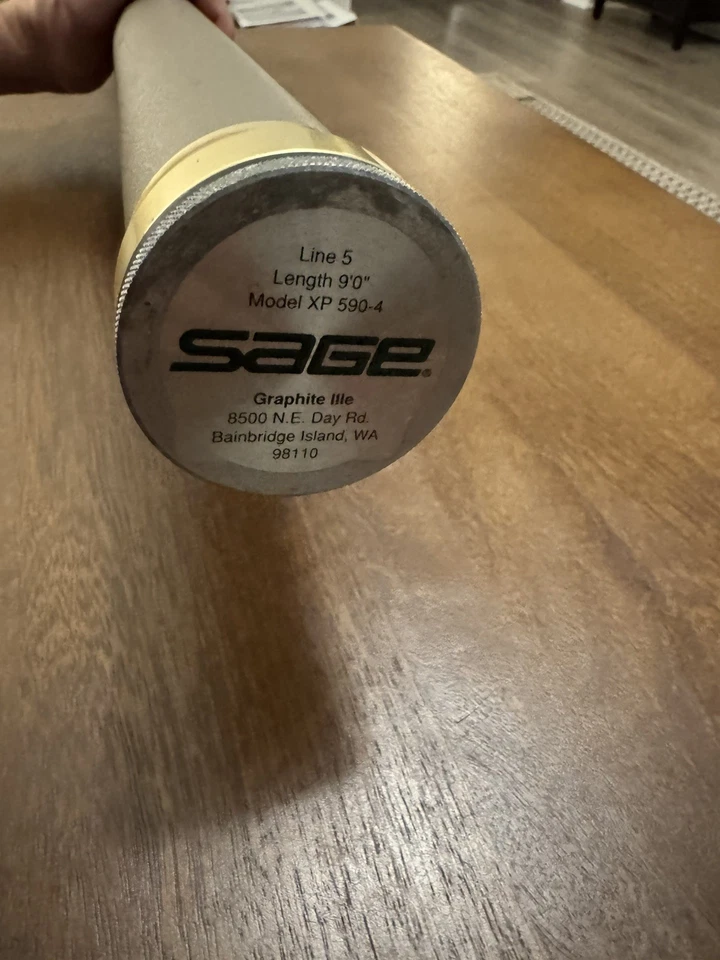 Line 5
Length 9'0"
Model XP 590-4
SaGe®
Graphite IIIe
8500 N.E. Day Rd.
Bainbridge Island, WA
98110